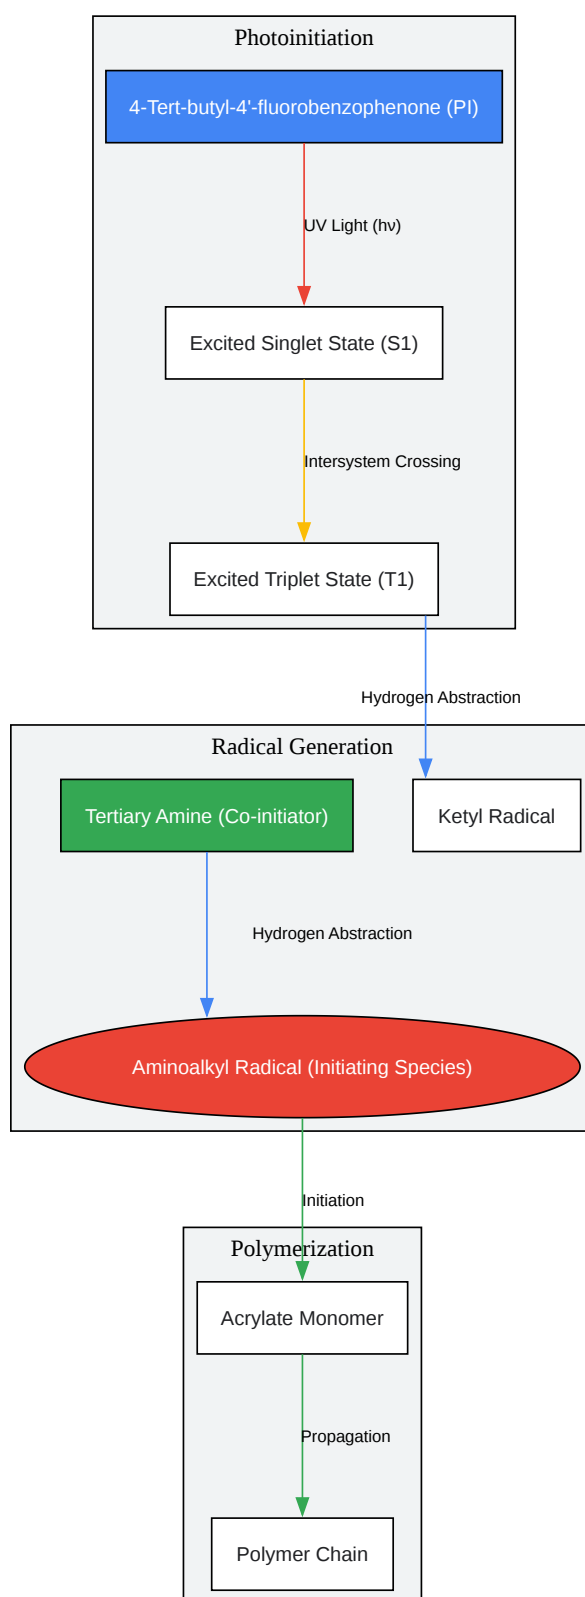 Photoinitiation
4-Tert-butyl-4'-fluorobenzophenone (PI)
UV Light (hν)
Excited Singlet State (S1)
Intersystem Crossing
Excited Triplet State (T1)
Hydrogen Abstraction
Radical Generation
Tertiary Amine (Co-initiator)
Ketyl Radical
Hydrogen Abstraction
Aminoalkyl Radical (Initiating Species)
Initiation
Polymerization
Acrylate Monomer
Propagation
Polymer Chain